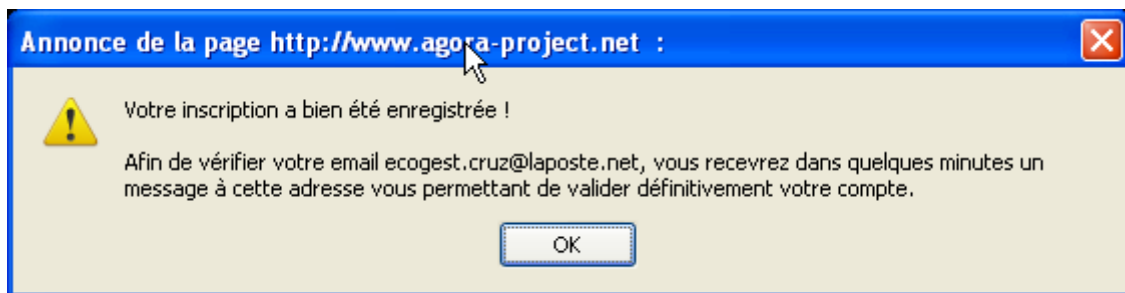 Annonce de la page http://www.agora-project.net :
Votre inscription a bien été enregistrée !
Afin de vérifier votre email ecogest.cruz@laposte.net, vous recevrez dans quelques minutes un
message à cette adresse vous permettant de valider définitivement votre compte.
OK